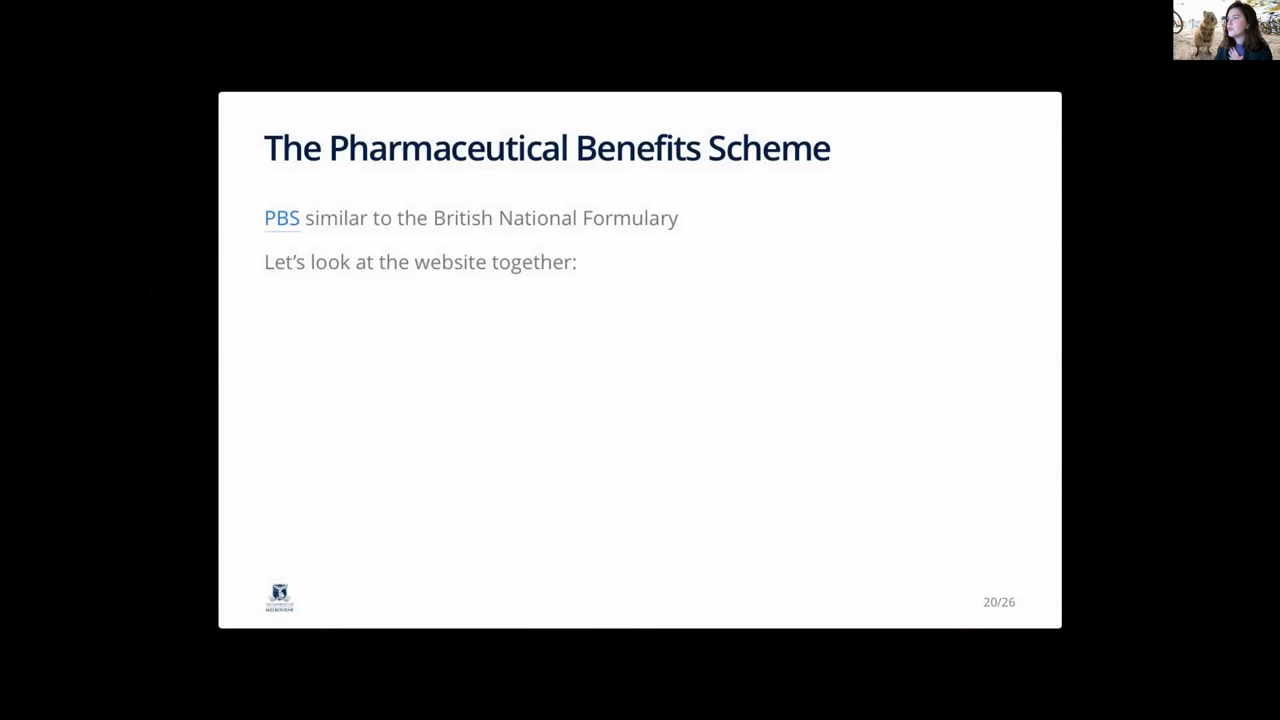 The Pharmaceutical Benefits Scheme
PBS similar to the British National Formulary
Let’s look at the website together:
MELBOURNE
20/26